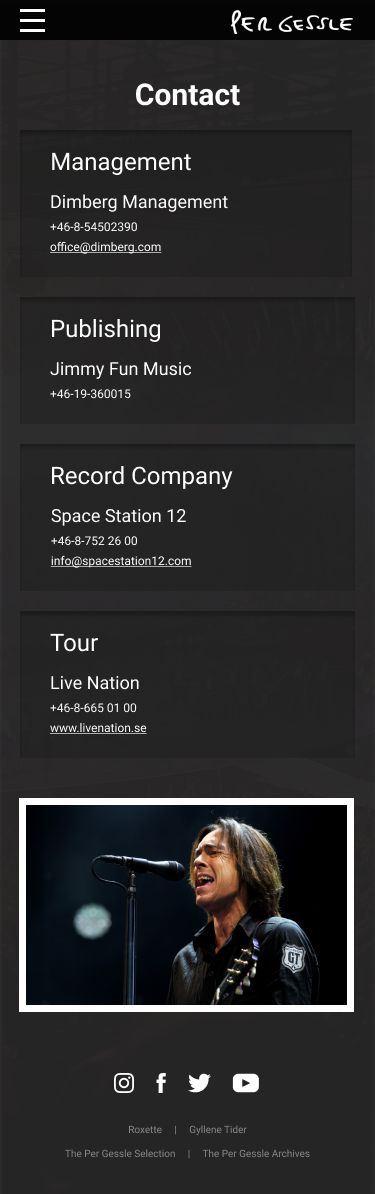 PER GESSLE
Contact
Management
Dimberg Management
+46-8-54502390
office@dimberg.com
Publishing
Jimmy Fun Music
+46-19-360015
Record Company
Space Station 12
+46-8-752 26 00
info@spacestation12.com
Tour
Live Nation
+46-8-665 01 00
www.livenation.se
GT
Roxette | Gyllene Tider
The Per Gessle Selection | The Per Gessle Archives